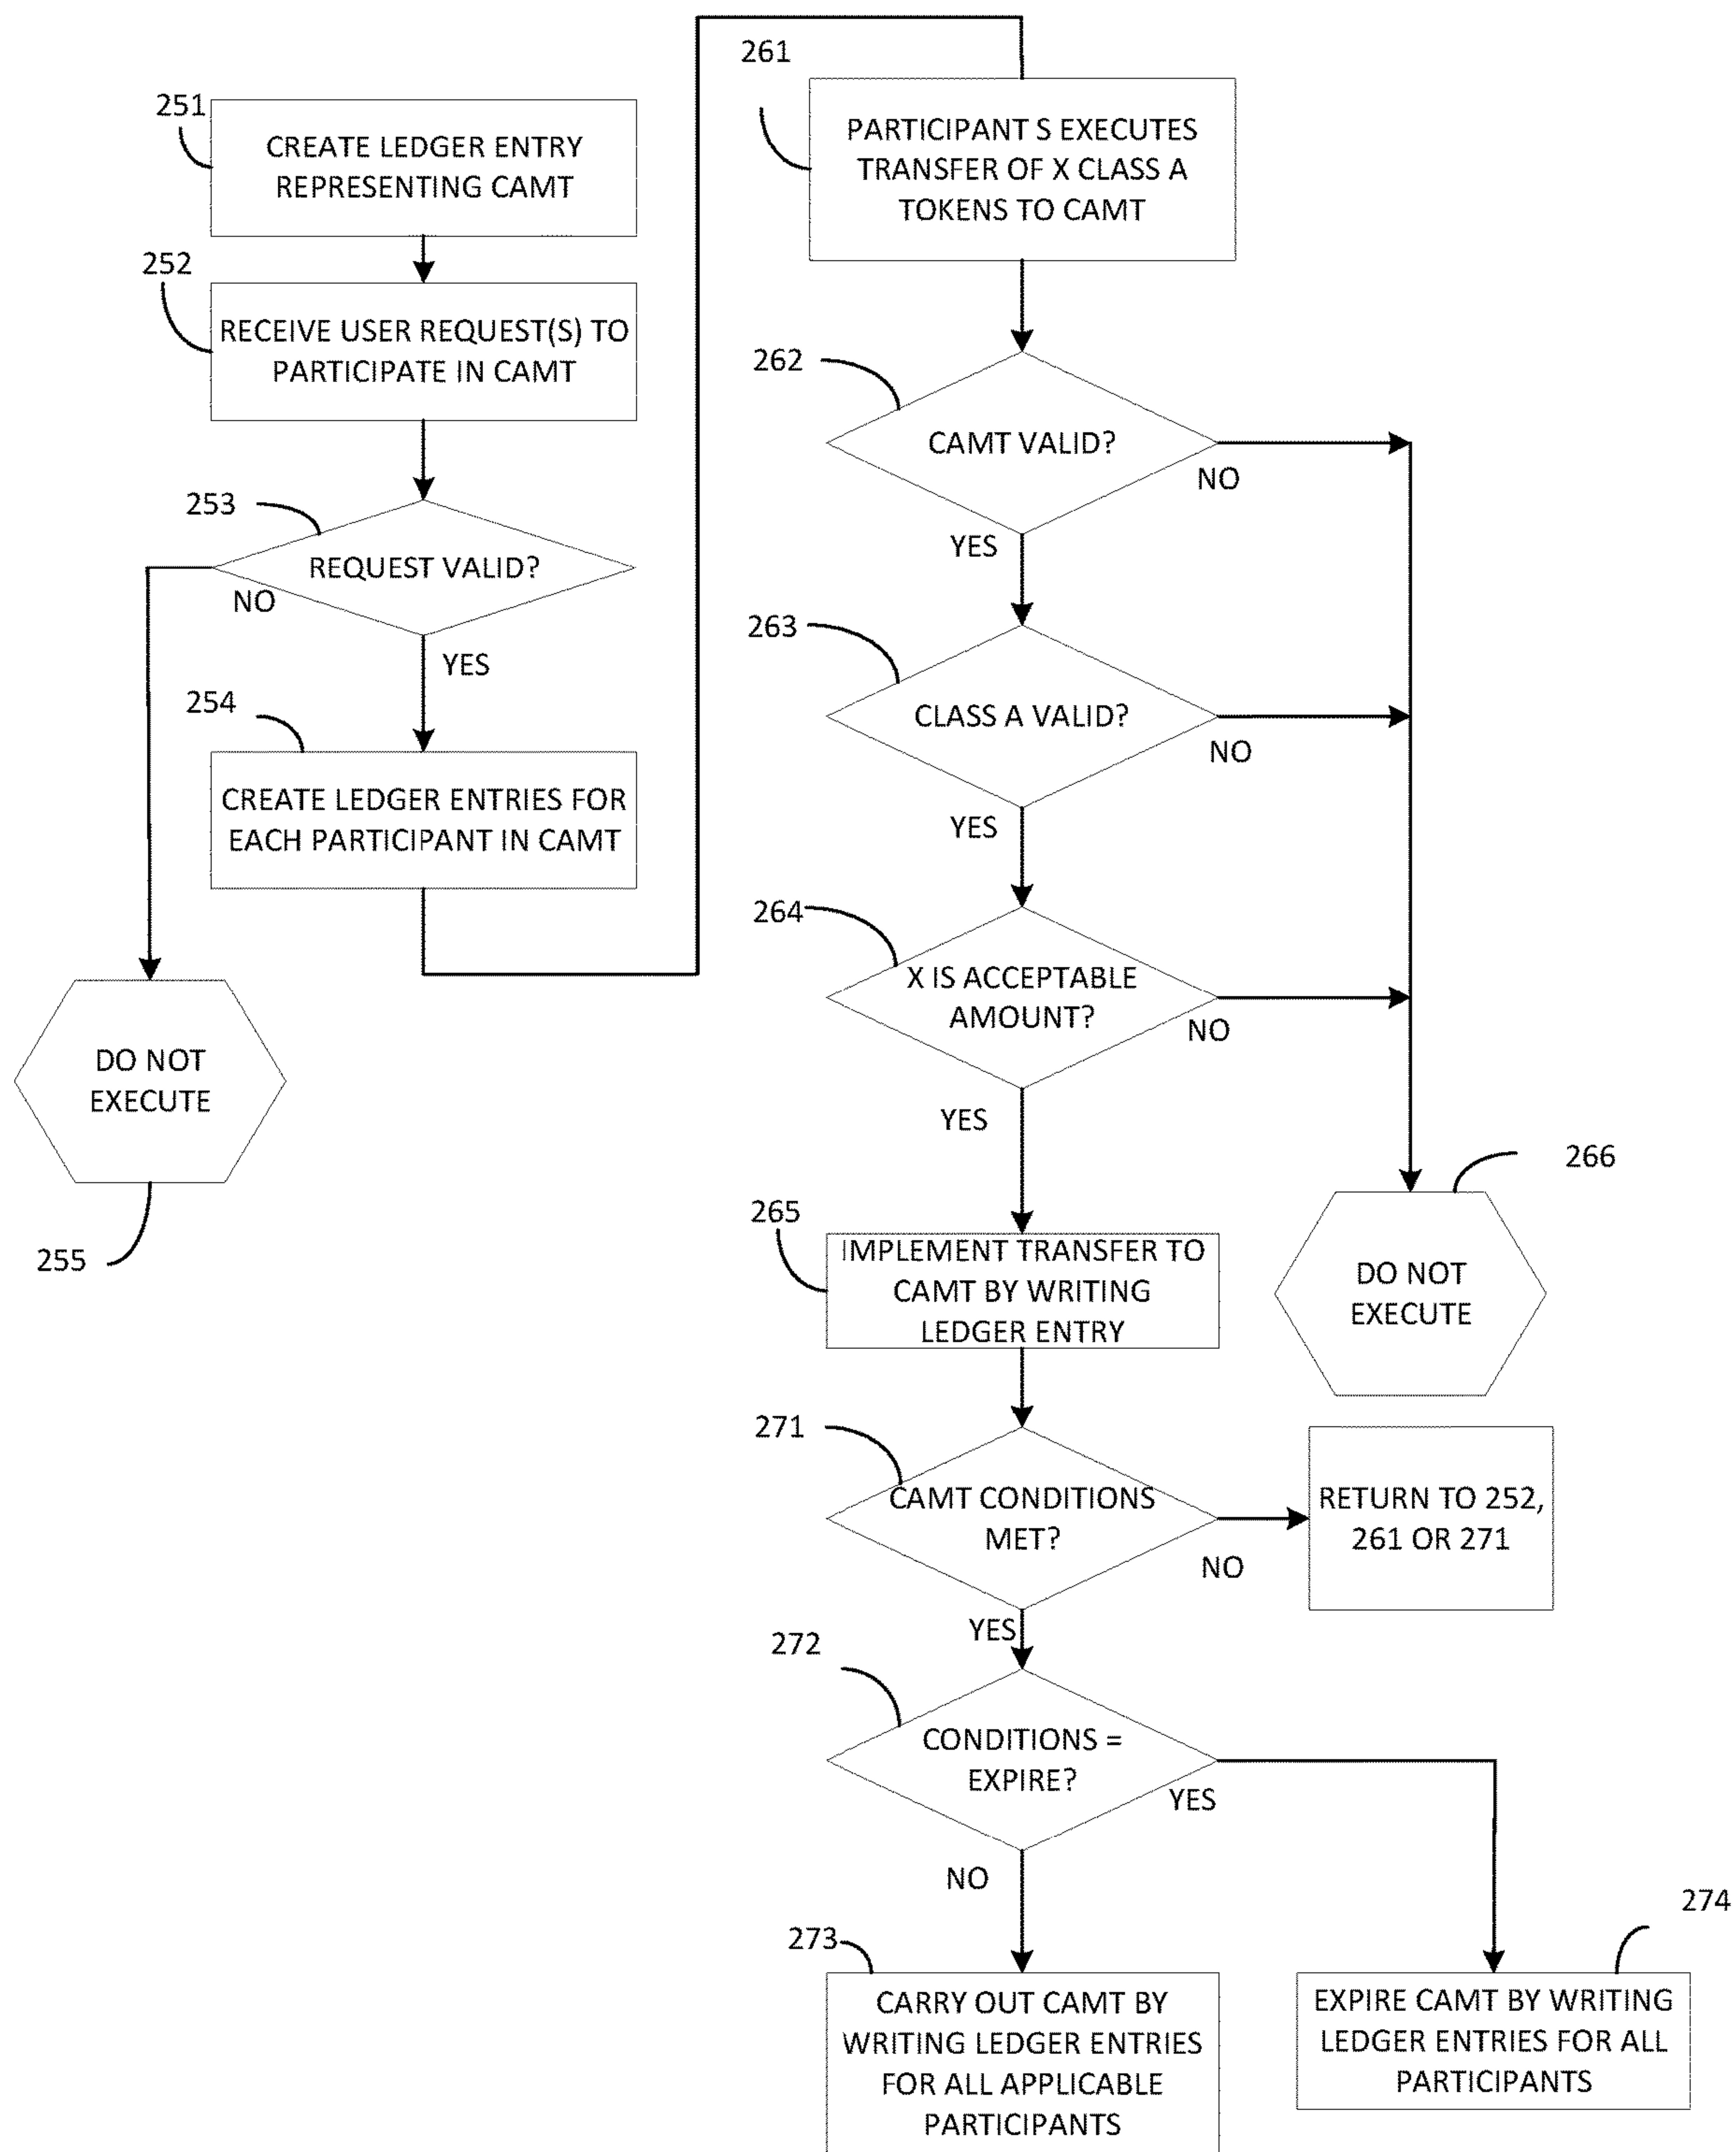 251
CREATE LEDGER ENTRY
REPRESENTING CAMT
252
RECEIVE USER REQUEST(S) TO
PARTICIPATE IN CAMT
253
REQUEST VALID?
NO
YES
254
CREATE LEDGER ENTRIES FOR
EACH PARTICIPANT IN CAMT
DO NOT
EXECUTE
255
261
PARTICIPANT S EXECUTES
TRANSFER OF X CLASS A
TOKENS TO CAMT
262
CAMT VALID?
NO
YES
263
CLASS A VALID?
NO
YES
264
X IS ACCEPTABLE
AMOUNT?
NO
YES
266
DO NOT
EXECUTE
265
IMPLEMENT TRANSFER TO
CAMT BY WRITING
LEDGER ENTRY
271
CAMT CONDITIONS
MET?
NO
RETURN TO 252,
261 OR 271
YES
272
CONDITIONS =
EXPIRE?
YES
NO
273
CARRY OUT CAMT BY
WRITING LEDGER ENTRIES
FOR ALL APPLICABLE
PARTICIPANTS
274
EXPIRE CAMT BY WRITING
LEDGER ENTRIES FOR ALL
PARTICIPANTS